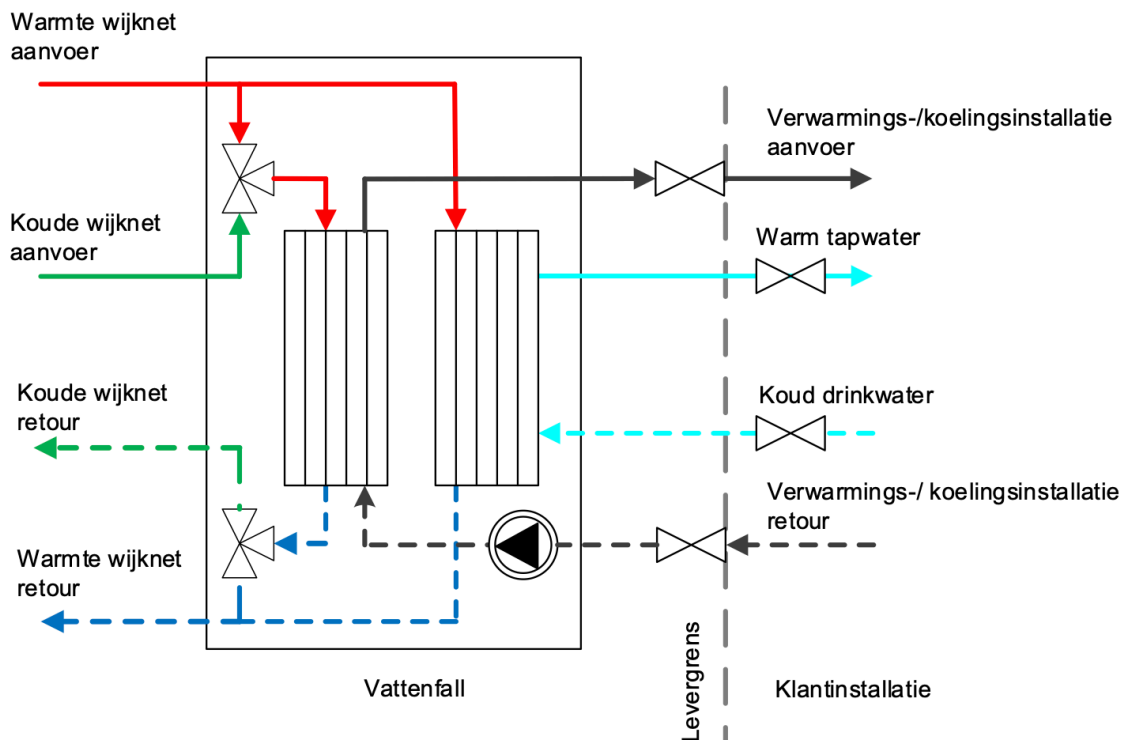 Warmte wijknet
aanvoer
Verwarmings-/koelingsinstallatie
aanvoer
Koude wijknet
aanvoer
Warm tapwater
Koude wijknet
retour
Koud drinkwater
Verwarmings-/ koelingsinstallatie
retour
Warmte wijknet
retour
Vattenfall
Levergrens
Klantinstallatie